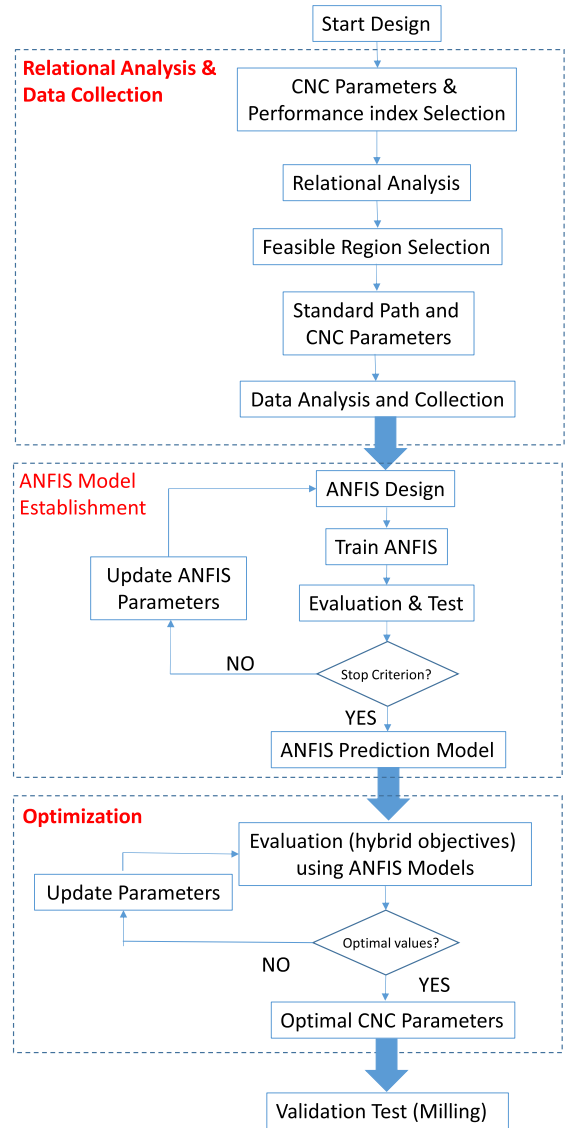 Start Design
Relational Analysis &
Data Collection
CNC Parameters &
Performance index Selection
Relational Analysis
Feasible Region Selection
Standard Path and
CNC Parameters
Data Analysis and Collection
ANFIS Model
Establishment
ANFIS Design
Train ANFIS
Update ANFIS
Parameters
Evaluation & Test
NO
Stop Criterion?
YES
ANFIS Prediction Model
Optimization
Evaluation (hybrid objectives)
using ANFIS Models
Update Parameters
Optimal values?
NO
YES
Optimal CNC Parameters
Validation Test (Milling)